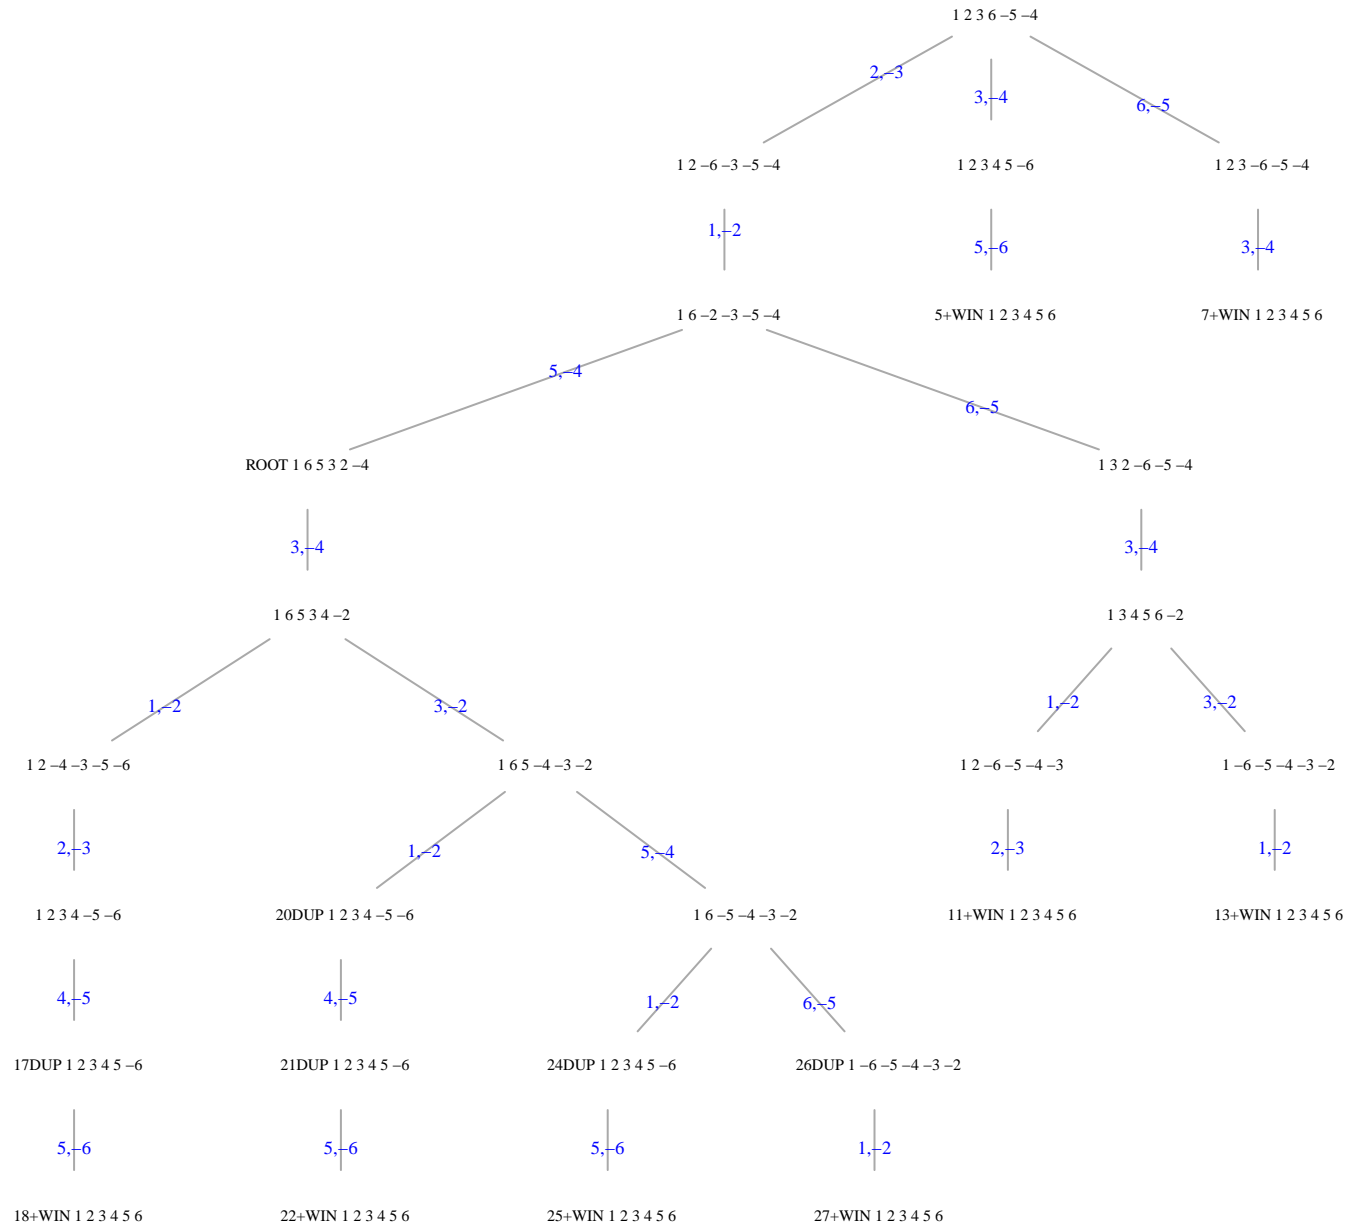 1 2 3 6 −5 −4
2,−3
3,−4
6,−5
1 2 −6 −3 −5 −4
1 2 3 4 5 −6
1 2 3 −6 −5 −4
1,−2
5,−6
3,−4
1 6 −2 −3 −5 −4
5+WIN 1 2 3 4 5 6
7+WIN 1 2 3 4 5 6
5,−4
6,−5
ROOT 1 6 5 3 2 −4
1 3 2 −6 −5 −4
3,−4
3,−4
1 6 5 3 4 −2
1 3 4 5 6 −2
1,−2
3,−2
1,−2
3,−2
1 2 −4 −3 −5 −6
1 6 5 −4 −3 −2
1 2 −6 −5 −4 −3
1 −6 −5 −4 −3 −2
2,−3
1,−2
5,−4
2,−3
1,−2
1 2 3 4 −5 −6
20DUP 1 2 3 4 −5 −6
1 6 −5 −4 −3 −2
11+WIN 1 2 3 4 5 6
13+WIN 1 2 3 4 5 6
4,−5
4,−5
1,−2
6,−5
17DUP 1 2 3 4 5 −6
21DUP 1 2 3 4 5 −6
24DUP 1 2 3 4 5 −6
26DUP 1 −6 −5 −4 −3 −2
5,−6
5,−6
5,−6
1,−2
18+WIN 1 2 3 4 5 6
22+WIN 1 2 3 4 5 6
25+WIN 1 2 3 4 5 6
27+WIN 1 2 3 4 5 6